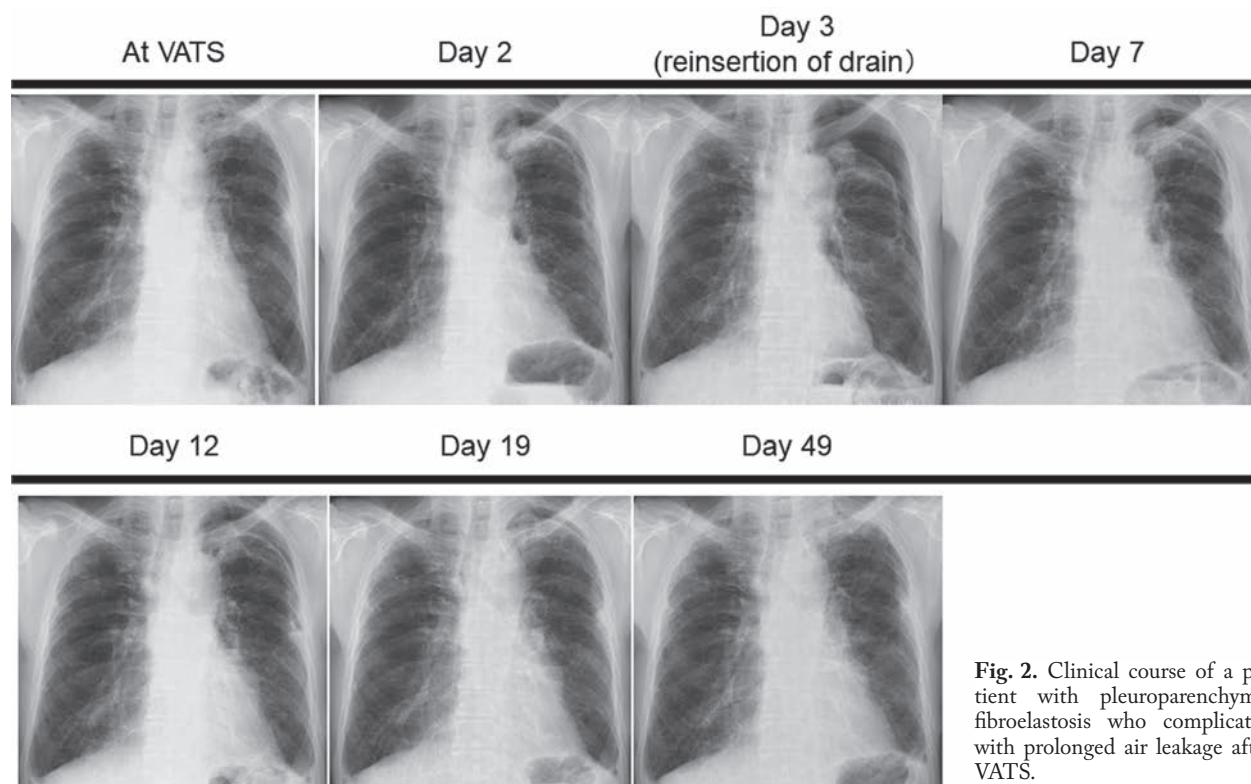 At VATS
Day 2
Day 3
(reinsertion of drain)
Day 7
Day 12
Day 19
Day 49
Fig. 2. Clinical course of a p
tient with pleuroparenchym
fibroelastosis who complicat
with prolonged air leakage aft
VATS.